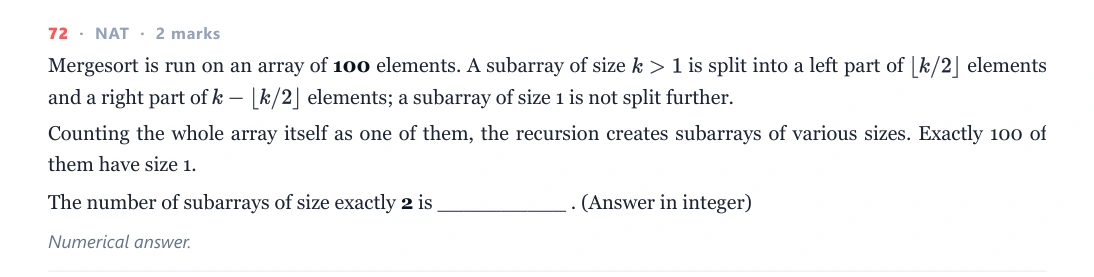 72 · NAT · 2 marks
Mergesort is run on an array of 100 elements. A subarray of size k > 1 is split into a left part of ⌊k/2⌋ elements
and a right part of k − ⌊k/2⌋ elements; a subarray of size 1 is not split further.
Counting the whole array itself as one of them, the recursion creates subarrays of various sizes. Exactly 100 of
them have size 1.
The number of subarrays of size exactly 2 is ____________ . (Answer in integer)
Numerical answer.